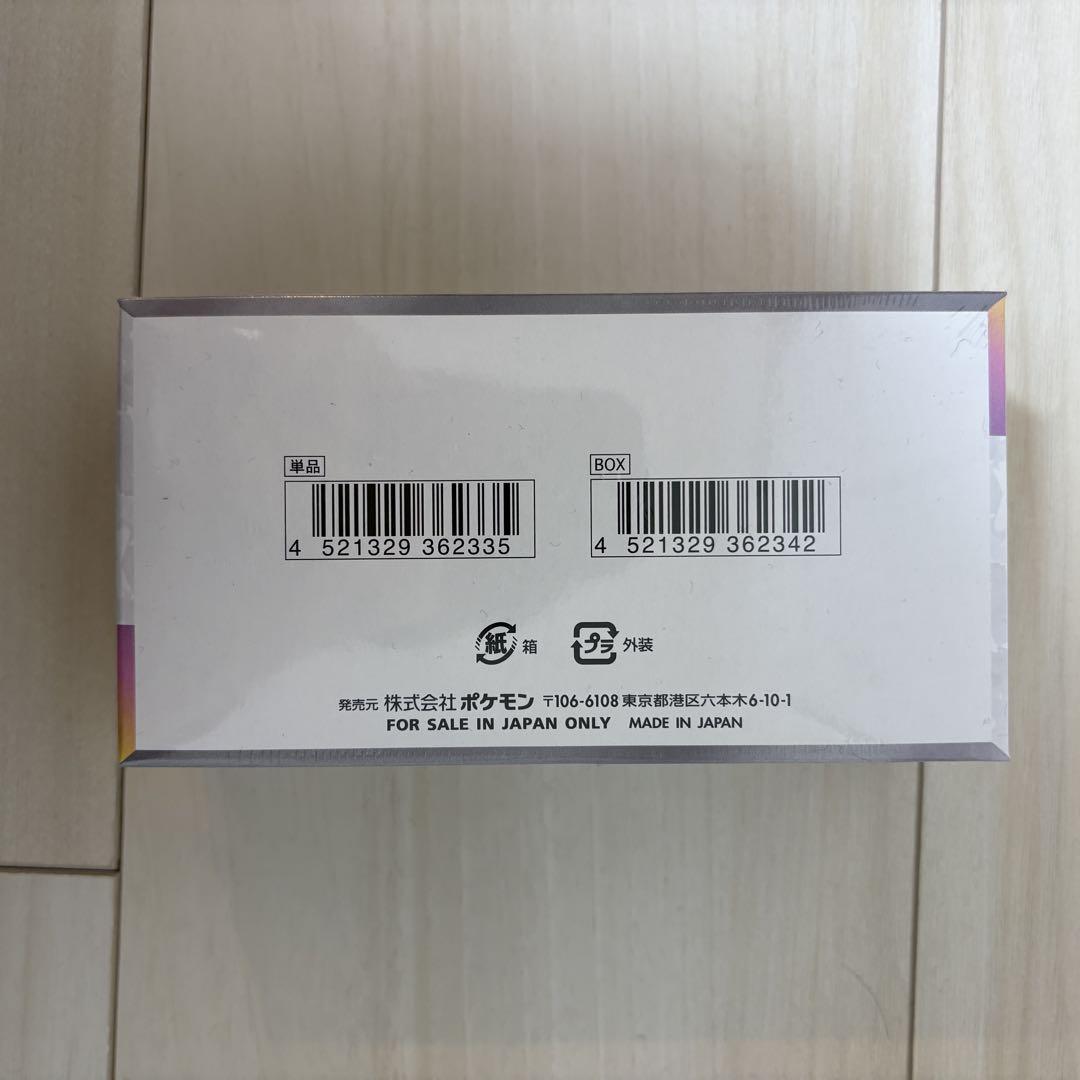 単品
4 521329 362335
BOX
4 521329 362342
紙 箱 プラ 外装
発売元 株式会社ポケモン 〒106-6108 東京都港区六本木6-10-1
FOR SALE IN JAPAN ONLY MADE IN JAPAN